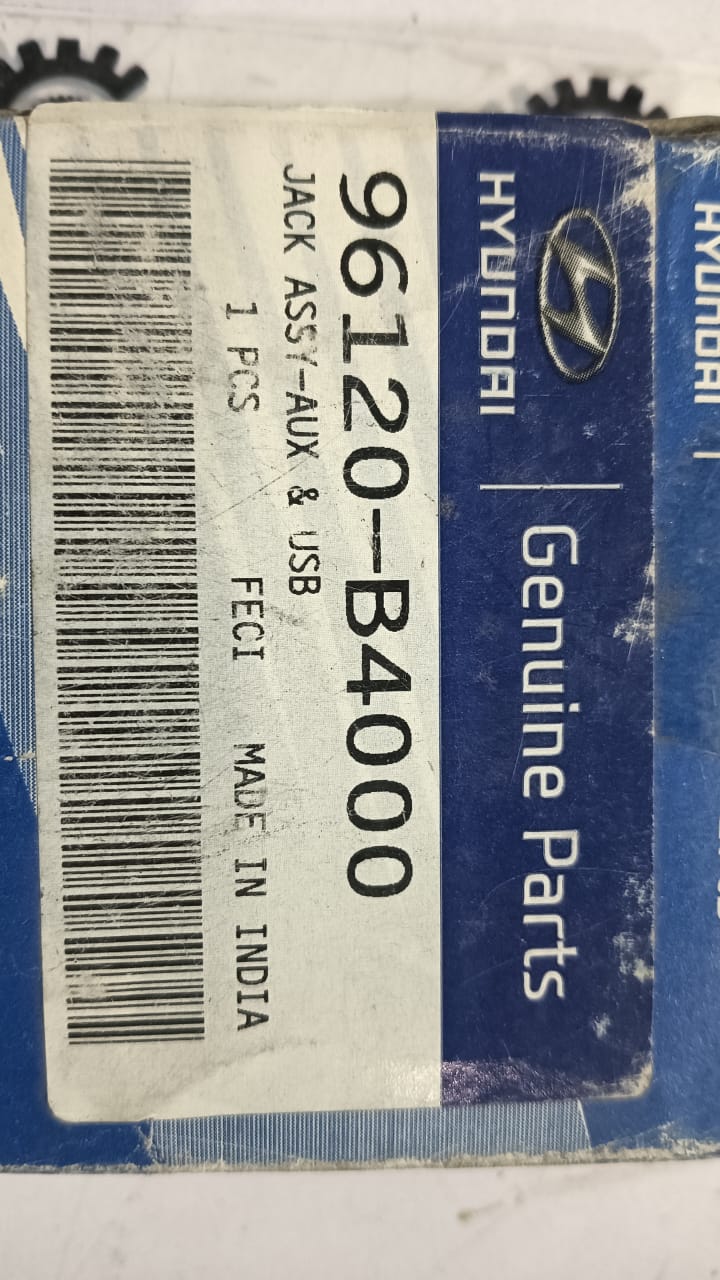 HYUNDAI |
HYUNDAI | Genuine Parts
96120-B4000
JACK ASSY-AUX & USB
1 PCS FECI MADE IN INDIA